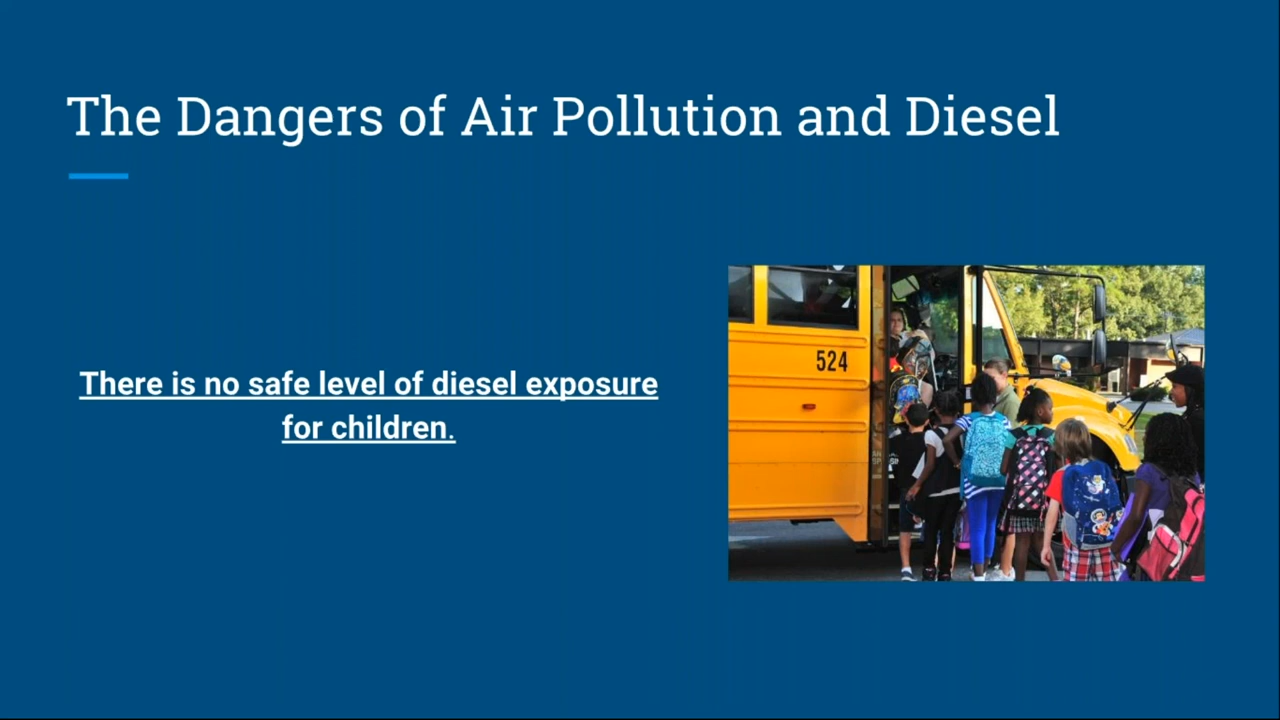 The Dangers of Air Pollution and Diesel
There is no safe level of diesel exposure
for children.
524